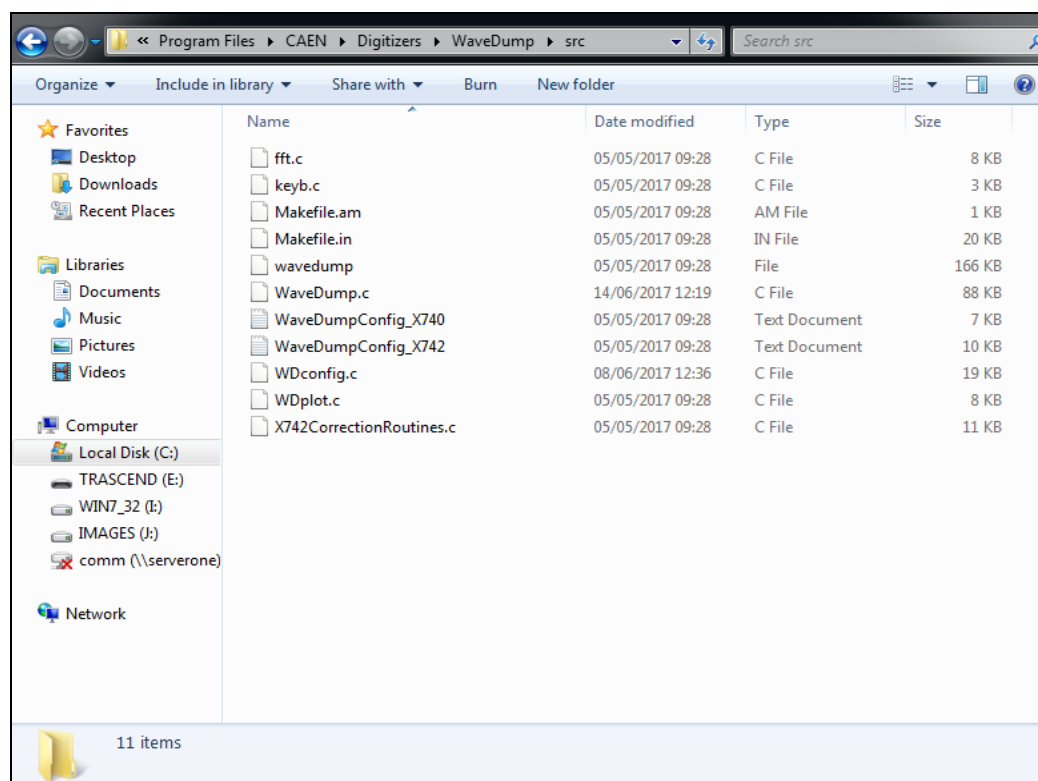 « Program Files CAEN Digitizers WaveDump src Search src
Organize Include in library Share with Burn New folder
Favorites
Desktop
Downloads
Recent Places
Libraries
Documents
Music
Pictures
Videos
Computer
Local Disk (C:)
TRASCEND (E:)
WIN7_32 (I:)
IMAGES (J:)
comm (\\serverone)
Network
Name Date modified Type Size
fft.c 05/05/2017 09:28 C File 8 KB
keyb.c 05/05/2017 09:28 C File 3 KB
Makefile.am 05/05/2017 09:28 AM File 1 KB
Makefile.in 05/05/2017 09:28 IN File 20 KB
wavedump 05/05/2017 09:28 File 166 KB
WaveDump.c 14/06/2017 12:19 C File 88 KB
WaveDumpConfig_X740 05/05/2017 09:28 Text Document 7 KB
WaveDumpConfig_X742 05/05/2017 09:28 Text Document 10 KB
WDconfig.c 08/06/2017 12:36 C File 19 KB
WDplot.c 05/05/2017 09:28 C File 8 KB
X742CorrectionRoutines.c 05/05/2017 09:28 C File 11 KB
11 items